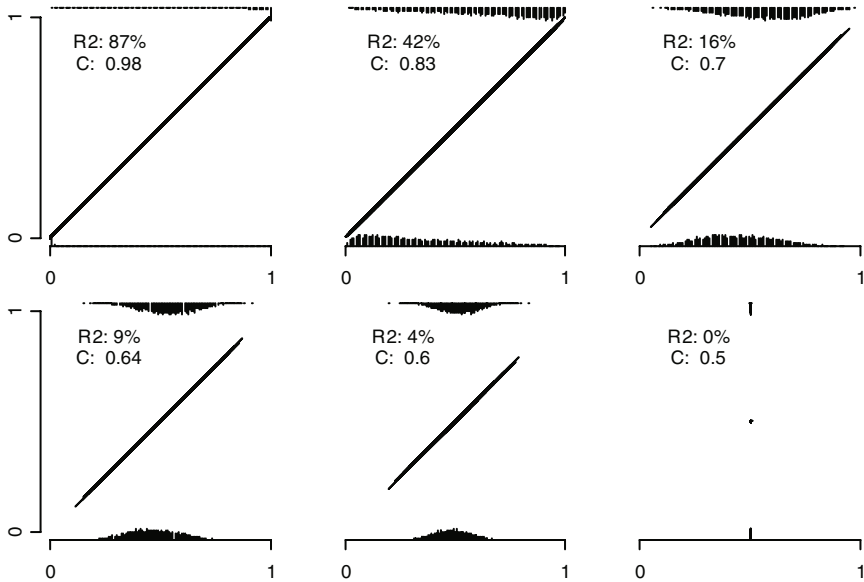 1
R2: 87%
C: 0.98
R2: 42%
C: 0.83
R2: 16%
C: 0.7
0
0 1 0 1 0 1
1
R2: 9%
C: 0.64
R2: 4%
C: 0.6
R2: 0%
C: 0.5
0
0 1 0 1 0 1